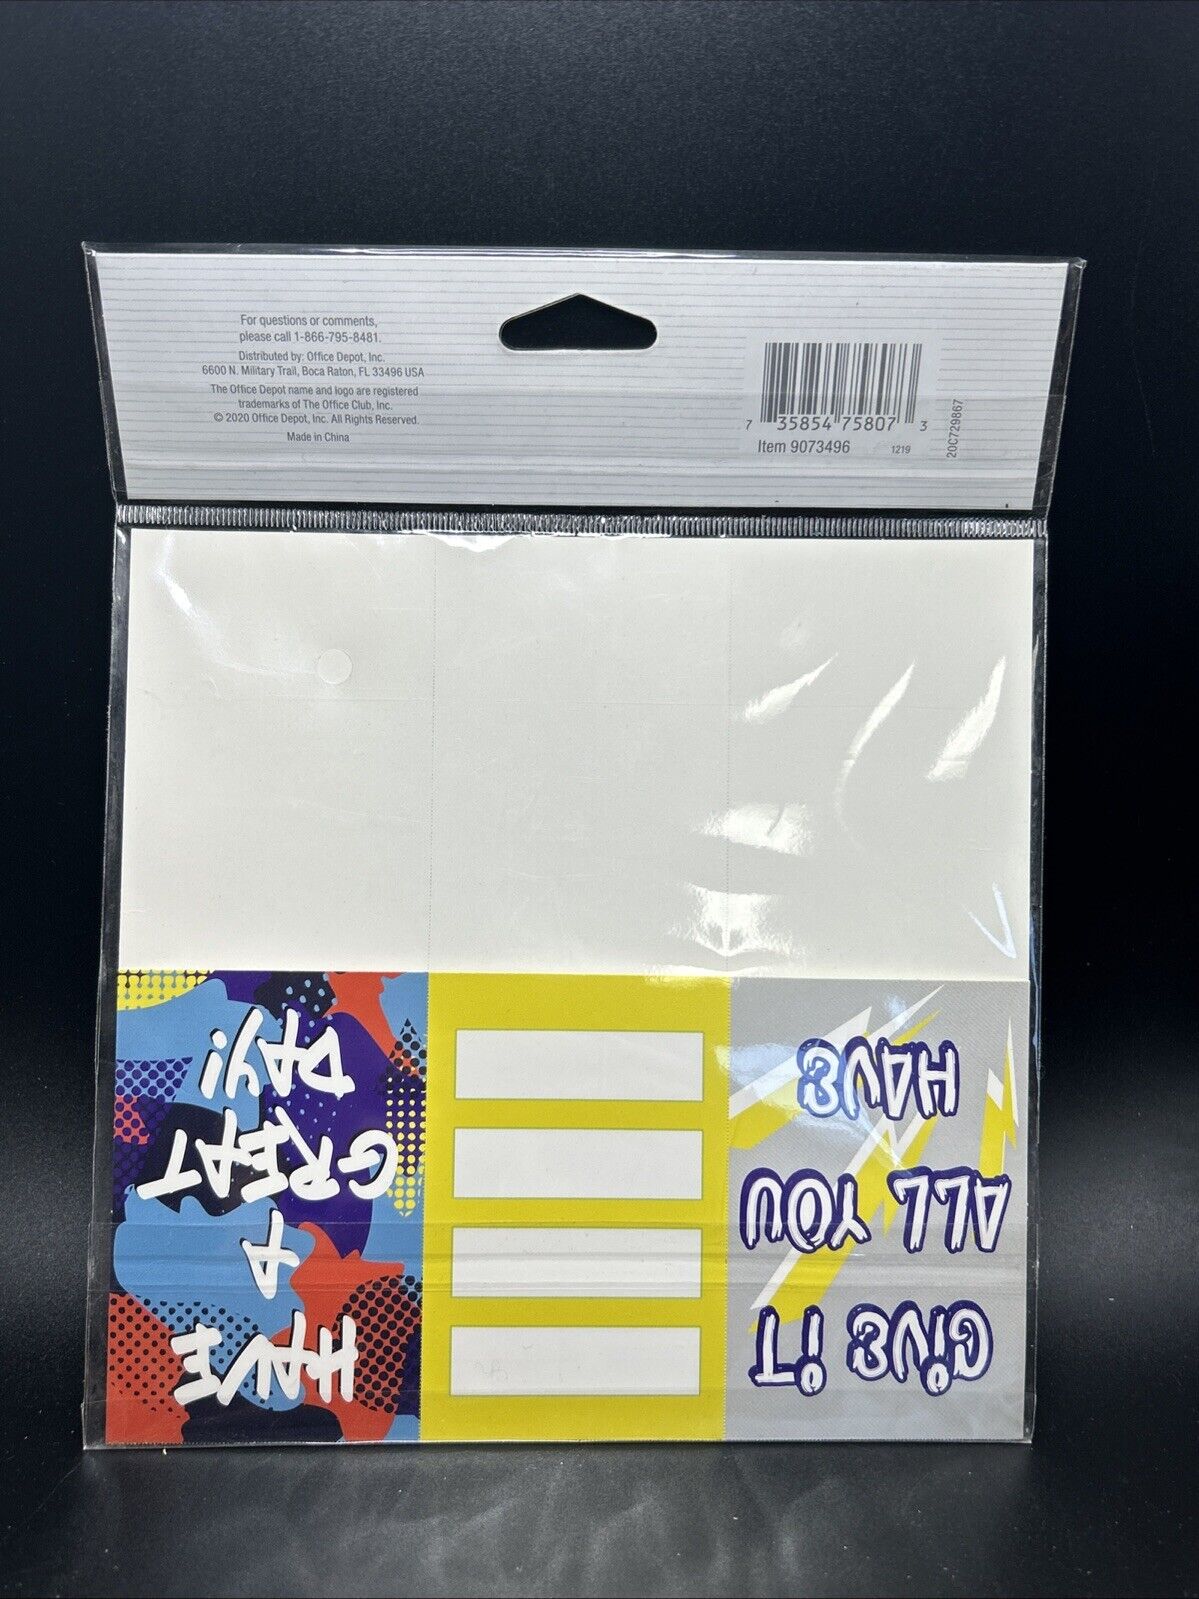 For questions or comments,
please call 1-866-795-8481.
Distributed by: Office Depot, Inc.
6600 N. Military Trail, Boca Raton, FL 33496 USA
The Office Depot name and logo are registered
trademarks of The Office Club, Inc.
© 2020 Office Depot, Inc. All Rights Reserved.
Made in China
7 35854 75807 3
Item 9073496 1219
20C729867
HAVE
A
GREAT
DAY!
GIVE IT
ALL YOU
HAVE